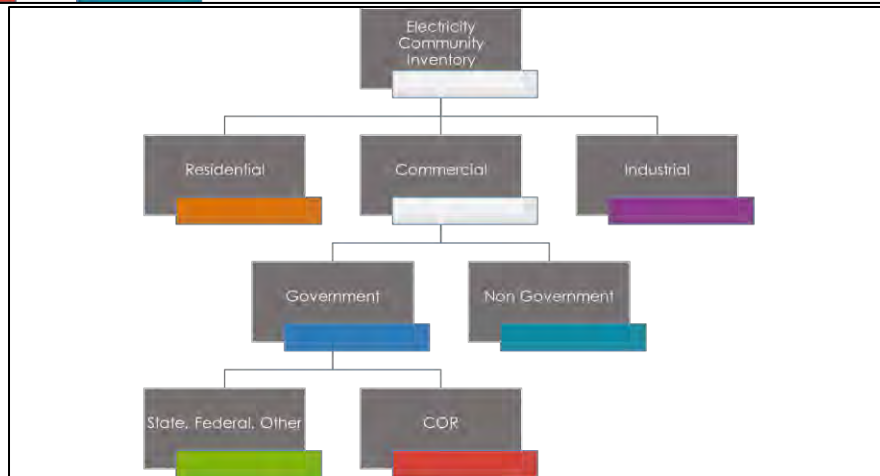 Electricity
Community
Inventory
Residential
Commercial
Industrial
Government
Non Government
State, Federal, Other
COR